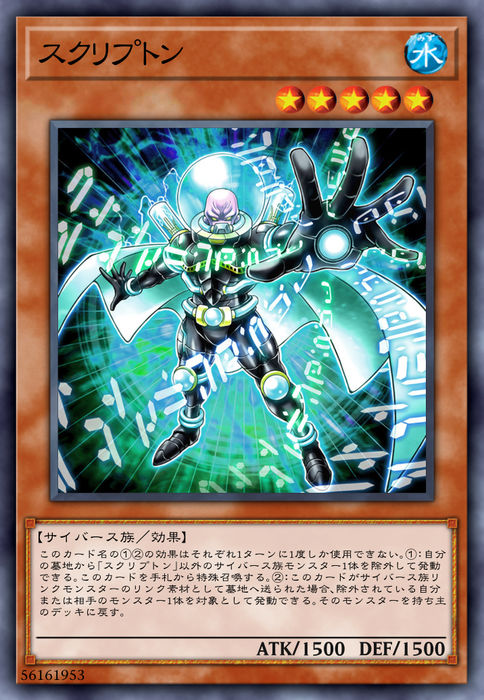 スクリプトン
みず
水
【サイバース族／効果】
このカード名の①②の効果はそれぞれ1ターンに1度しか使用できない。①：自分
の墓地から「スクリプトン」以外のサイバース族モンスター1体を除外して発動
できる。このカードを手札から特殊召喚する。②：このカードがサイバース族リ
ンクモンスターのリンク素材として墓地へ送られた場合、除外されている自分
または相手のモンスター1体を対象として発動できる。そのモンスターを持ち主
のデッキに戻す。
ATK/1500 DEF/1500
56161953